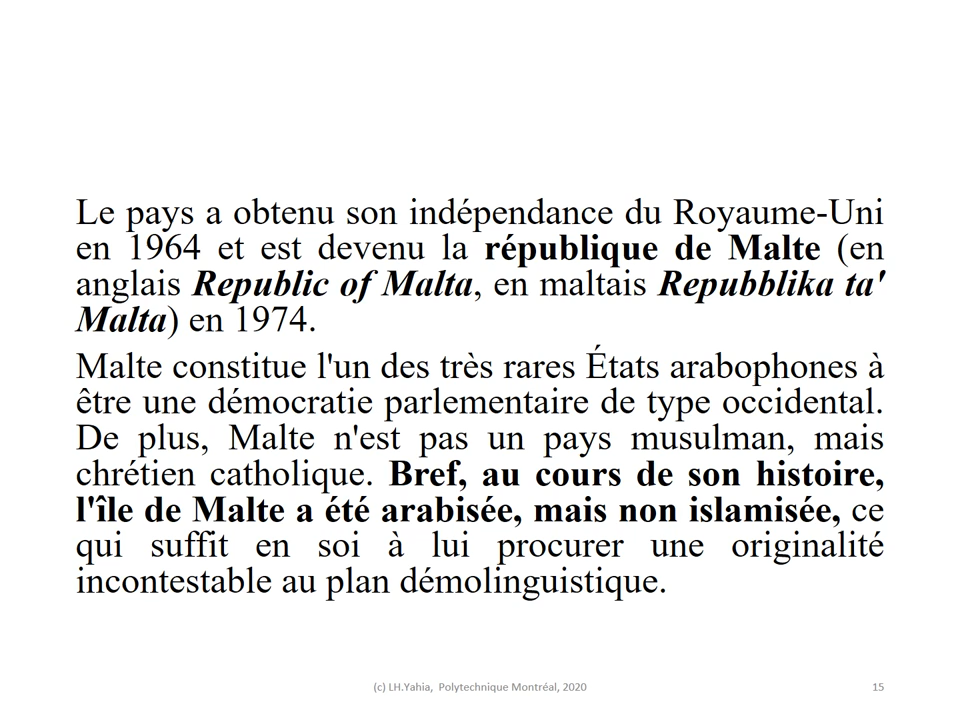 Le pays a obtenu son indépendance du Royaume-Uni
en 1964 et est devenu la république de Malte (en
anglais Republic of Malta, en maltais Repubblika ta'
Malta) en 1974.
Malte constitue l'un des très rares États arabophones à
être une démocratie parlementaire de type occidental.
De plus, Malte n'est pas un pays musulman, mais
chrétien catholique. Bref, au cours de son histoire,
l'île de Malte a été arabisée, mais non islamisée, ce
qui suffit en soi à lui procurer une originalité
incontestable au plan démolinguistique.
(c) LH.Yahia, Polytechnique Montréal, 2020
15